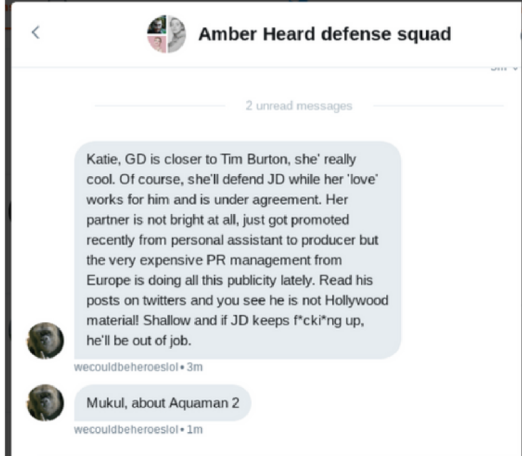 Amber Heard defense squad
2 unread messages
Katie, GD is closer to Tim Burton, she' really
cool. Of course, she'll defend JD while her 'love'
works for him and is under agreement. Her
partner is not bright at all, just got promoted
recently from personal assistant to producer but
the very expensive PR management from
Europe is doing all this publicity lately. Read his
posts on twitters and you see he is not Hollywood
material! Shallow and if JD keeps f*cki*ng up,
he'll be out of job.
wecouldbeheroeslol • 3m
Mukul, about Aquaman 2
wecouldbeheroeslol • 1m